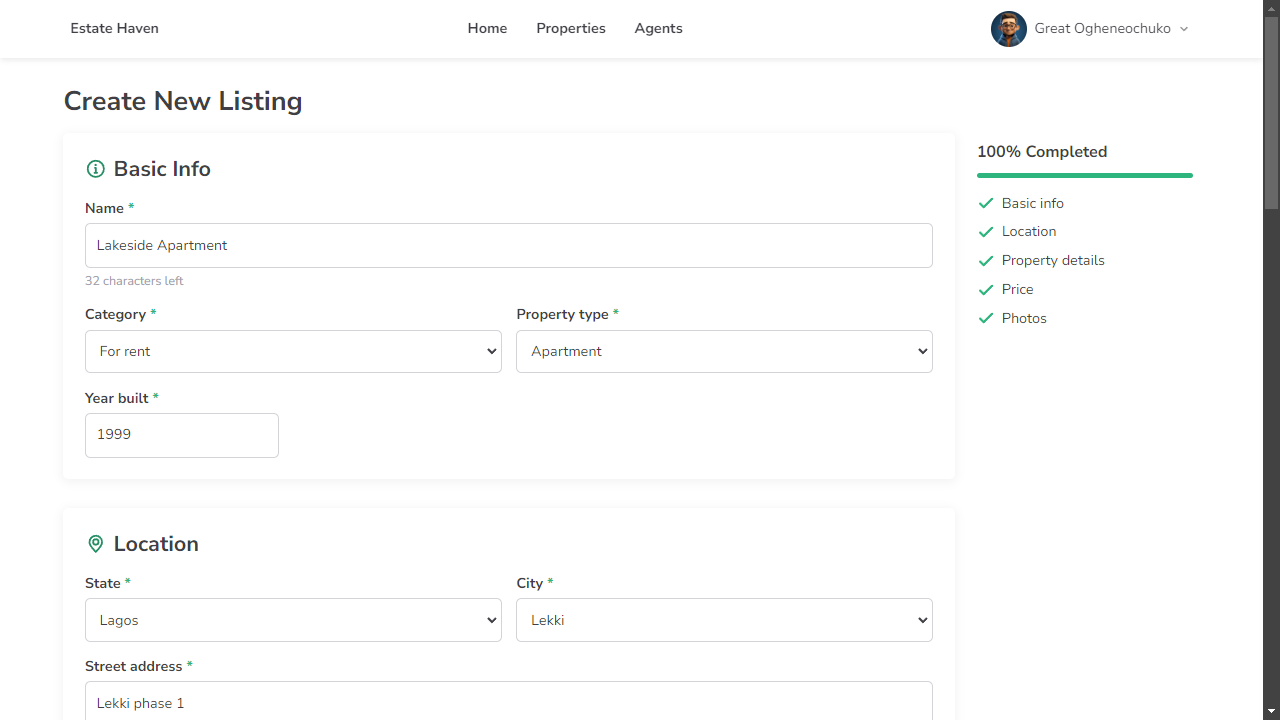 Estate Haven
Home Properties Agents
Great Ogheneochuko
Create New Listing
Basic Info
Name *
Lakeside Apartment
32 characters left
Category *
For rent
Property type *
Apartment
Year built *
1999
Location
State *
Lagos
City *
Lekki
Street address *
Lekki phase 1
100% Completed
Basic info
Location
Property details
Price
Photos